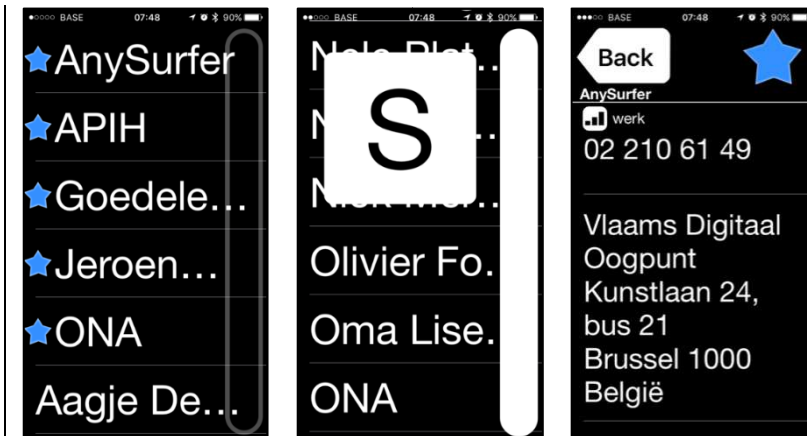 BASE 07:48 90%
AnySurfer
APIH
Goedele...
Jeroen...
ONA
Aagje De...
BASE 07:48 90%
Nele Plat...
S
Olivier Fo.
Oma Lise.
ONA
BASE 07:48 90%
Back
AnySurfer
werk
02 210 61 49
Vlaams Digitaal
Oogpunt
Kunstlaan 24,
bus 21
Brussel 1000
België